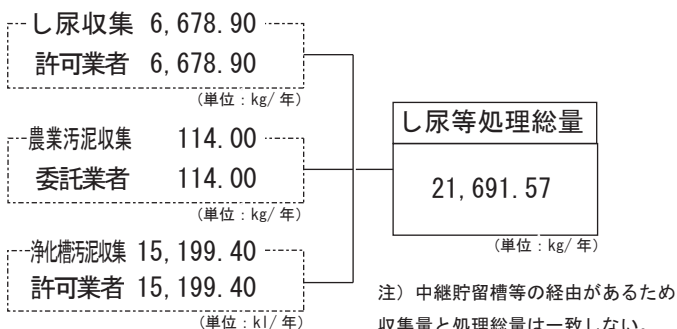 し尿収集 6,678.90
許可業者 6,678.90
(単位：kg/年)
農業汚泥収集 114.00
委託業者 114.00
(単位：kg/年)
浄化槽汚泥収集 15,199.40
許可業者 15,199.40
(単位：kl/年)
し尿等処理総量
21,691.57
(単位：kg/年)
注）中継貯留槽等の経由があるため
収集量と処理総量は一致しない。